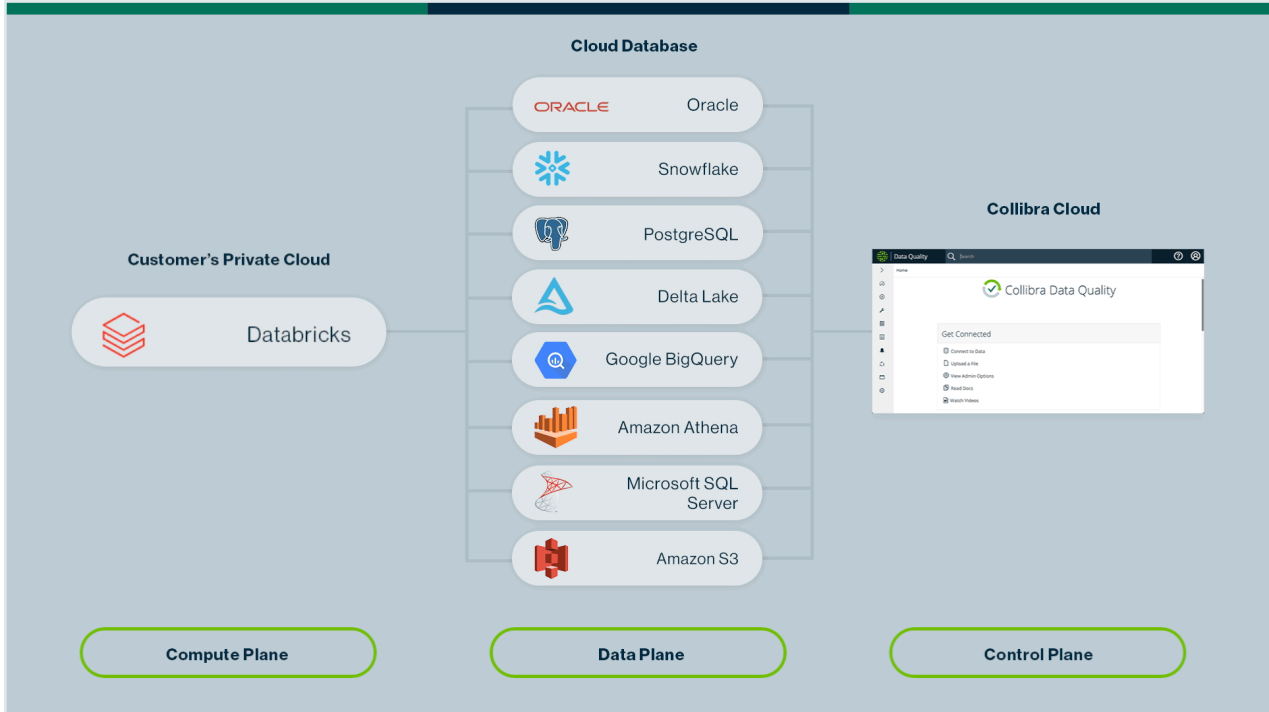 Cloud Database
ORACLE Oracle
Snowflake
PostgreSQL
Delta Lake
Google BigQuery
Amazon Athena
Microsoft SQL
Server
Amazon S3
Customer’s Private Cloud
Databricks
Collibra Cloud
Data Quality Search
Home
Collibra Data Quality
Get Connected
Connect to Data
Upload a File
View Admin Options
Read Docs
Watch Videos
Compute Plane
Data Plane
Control Plane